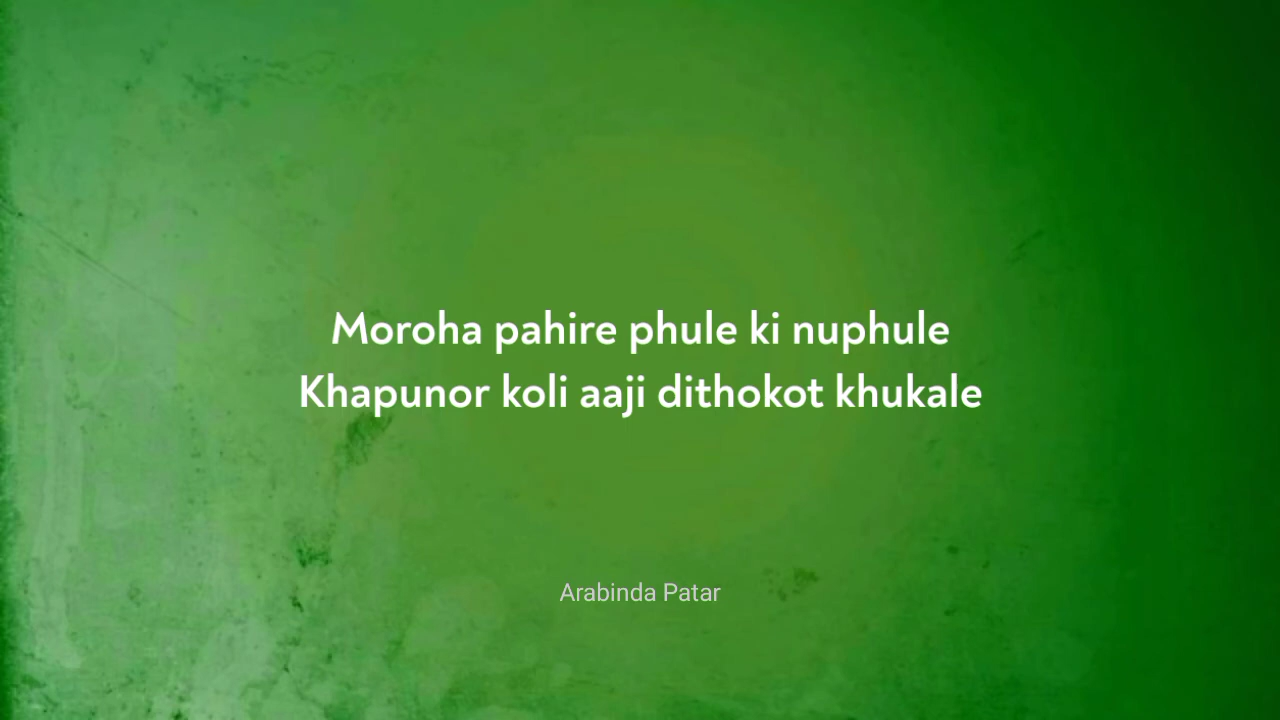 Moroha pahire phule ki nuphule
Khapunor koli aaji dithokot khukale
Arabinda Patar